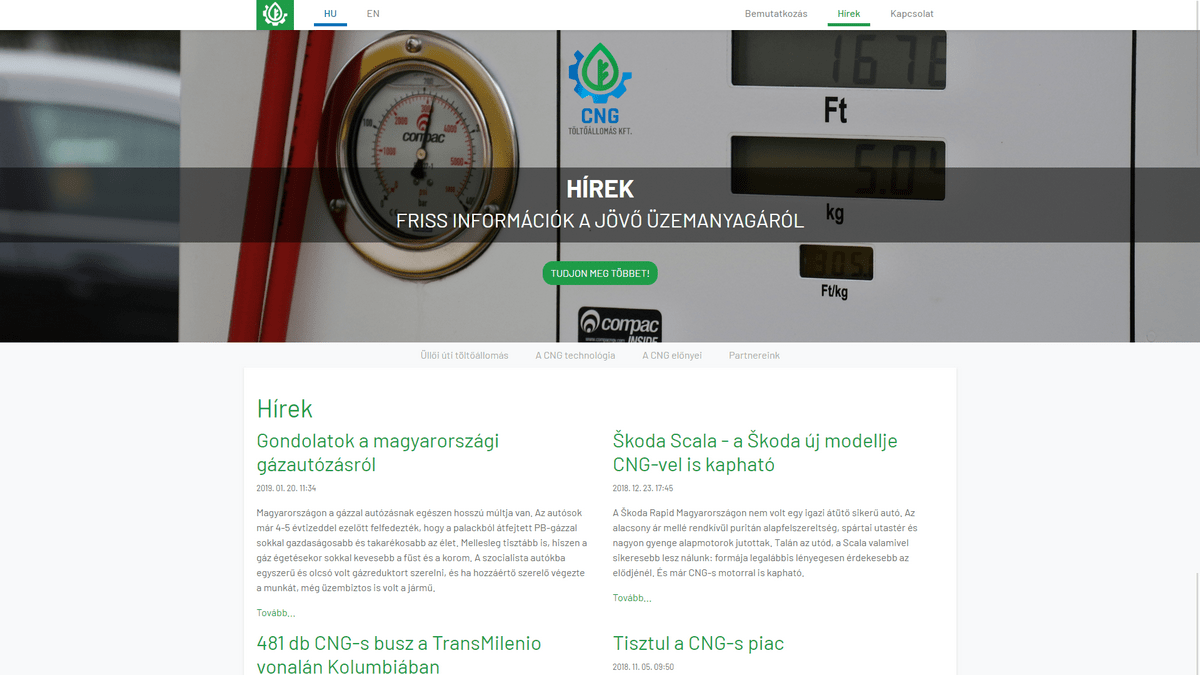 HU
EN
Bemutatkozás
Hírek
Kapcsolat
CNG
TÖLTŐÁLLOMÁS KFT.
1678
Ft
5.04
kg
Ft/kg
compac
bar
HÍREK
FRISS INFORMÁCIÓK A JÖVŐ ÜZEMANYAGÁRÓL
TUDJON MEG TÖBBET!
compac
INSIDE
Üllői úti töltőállomás
A CNG technológia
A CNG előnyei
Partnereink
Hírek
Gondolatok a magyarországi
gázautózásról
2019. 01. 20. 11:34
Magyarországon a gázzal autózásnak egészen hosszú múltja van. Az autósok
már 4-5 évtizeddel ezelőtt felfedezték, hogy a palackból átfejtett PB-gázzal
sokkal gazdaságosabb és takarékosabb az élet. Mellesleg tisztább is, hiszen a
gáz égetésekor sokkal kevesebb a füst és a korom. A szocialista autókba
egyszerű és olcsó volt gázreduktort szerelni, és ha hozzáértő szerelő végezte
a munkát, még üzembiztos is volt a jármű.
Tovább...
Škoda Scala - a Škoda új modellje
CNG-vel is kapható
2018. 12. 23. 17:45
A Škoda Rapid Magyarországon nem volt egy igazi átütő sikerű autó. Az
alacsony ár mellé rendkívül puritán alapfelszereltség, spártai utastér és
nagyon gyenge alapmotorok jutottak. Talán az utód, a Scala valamivel
sikeresebb lesz nálunk: formája legalábbis lényegesen érdekesebb az
elődjénél. És már CNG-s motorral is kapható.
Tovább...
481 db CNG-s busz a TransMilenio
vonalán Kolumbiában
Tisztul a CNG-s piac
2018. 11. 05. 09:50